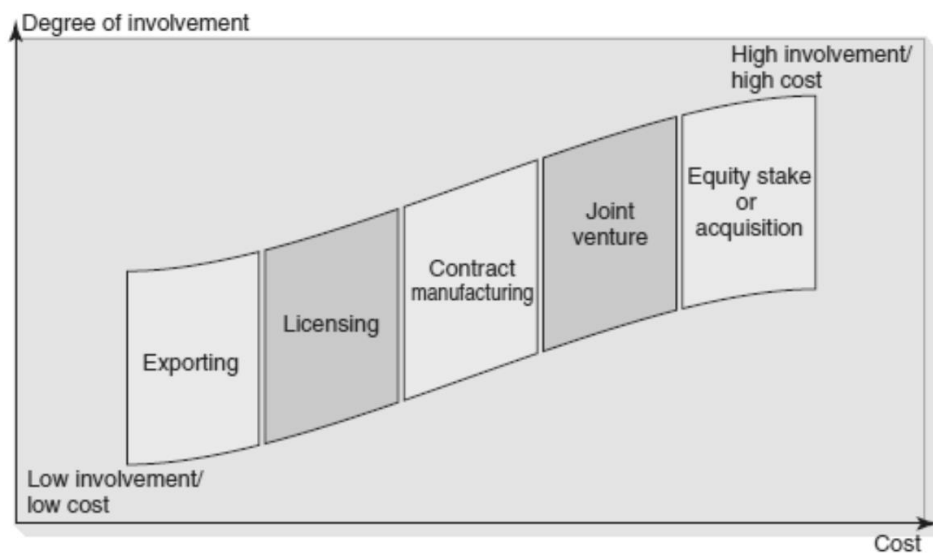 Degree of involvement
High involvement/
high cost
Equity stake
or
acquisition
Joint
venture
Contract
manufacturing
Licensing
Exporting
Low involvement/
low cost
Cost